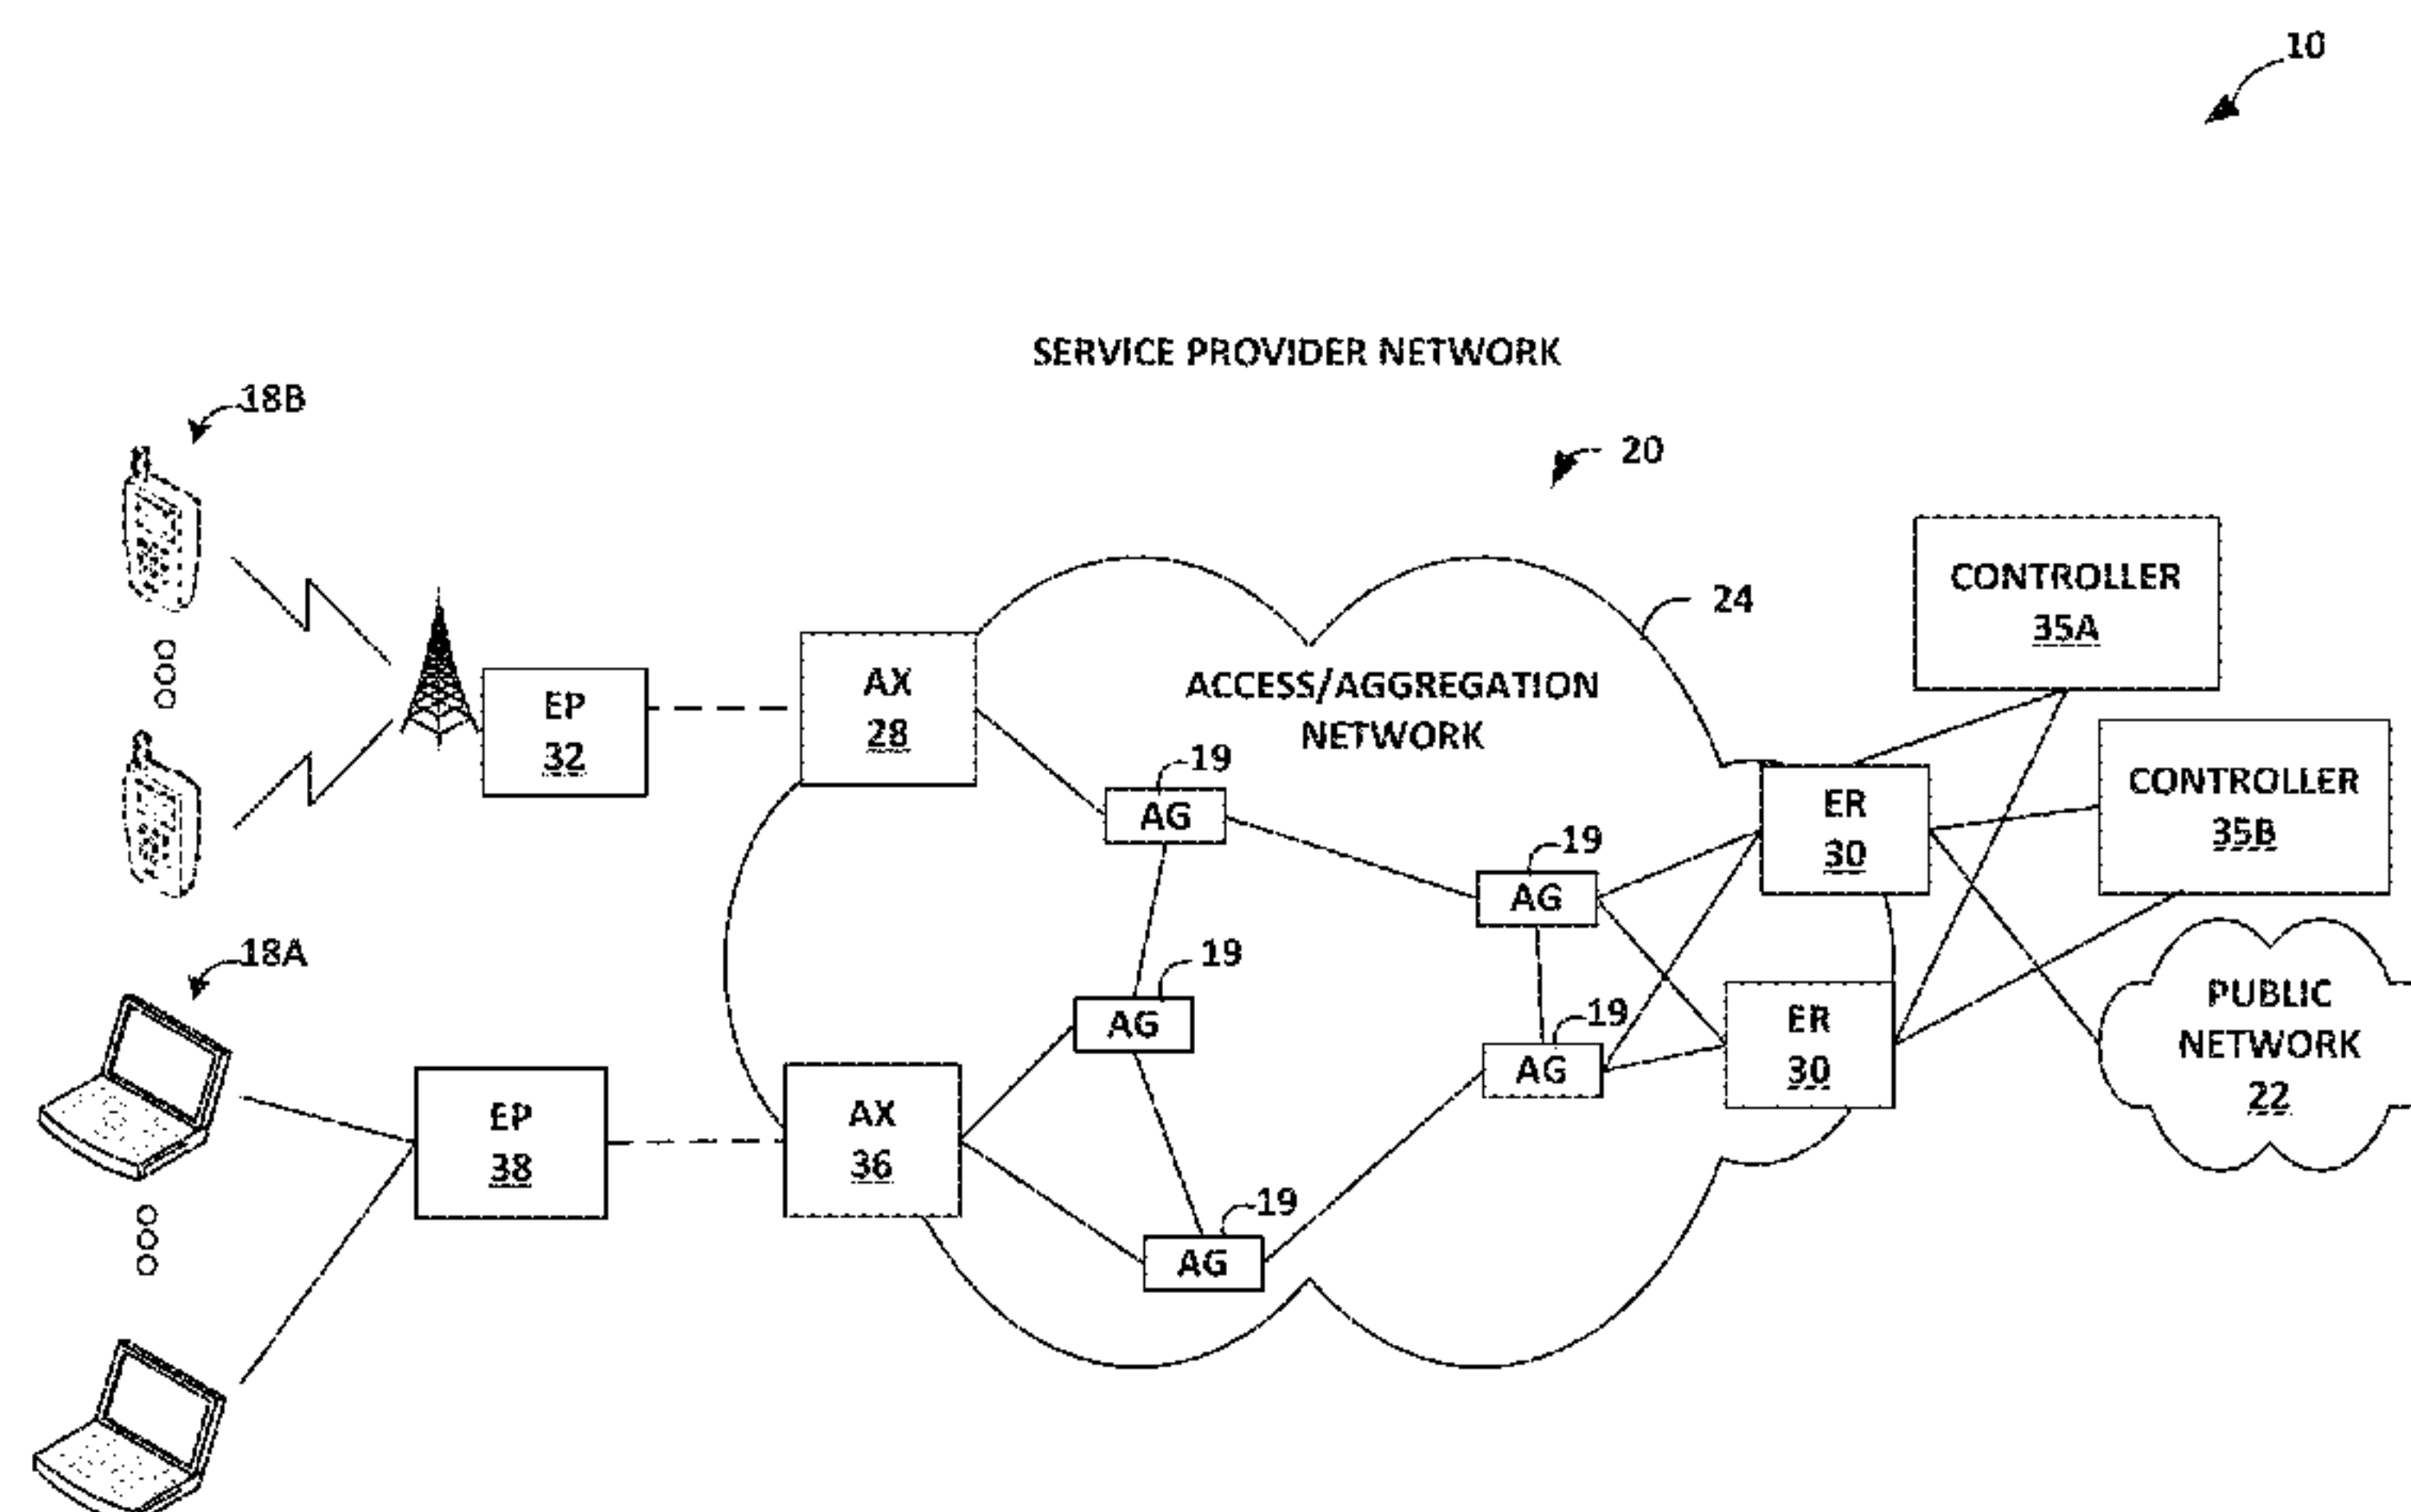 10
SERVICE PROVIDER NETWORK
18B
20
24
CONTROLLER
35A
EP
32
AX
28
ACCESS/AGGREGATION
NETWORK
19
AG
ER
30
CONTROLLER
35B
19
AG
18A
19
AG
19
AG
ER
30
PUBLIC
NETWORK
22
EP
38
AX
36
19
AG